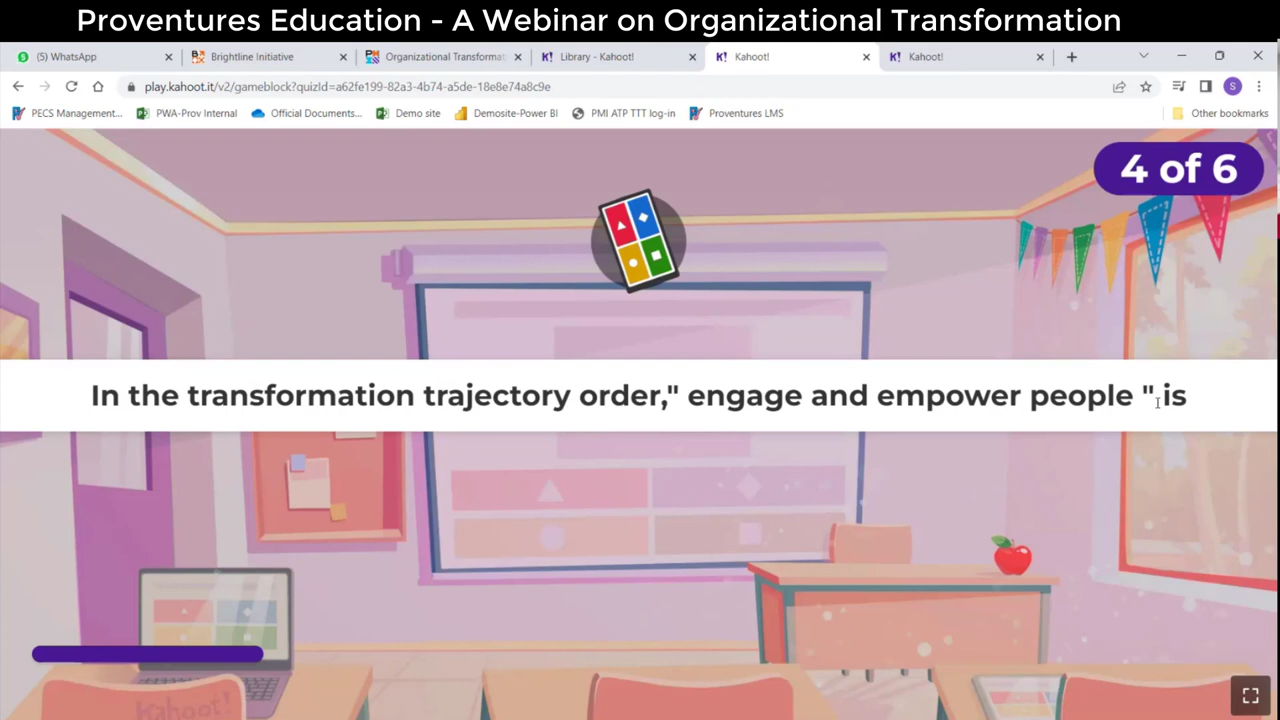 Proventures Education - A Webinar on Organizational Transformation
(5) WhatsApp
Brightline Initiative
Organizational Transformat
Library - Kahoot!
Kahoot!
Kahoot!
play.kahoot.it/v2/gameblock?quizId=a62fe199-82a3-4b74-a5de-18e8e74a8c9e
S
PECS Management...
PWA-Prov Internal
Official Documents...
Demo site
Demosite-Power BI
PMI ATP TTT log-in
Proventures LMS
Other bookmarks
4 of 6
In the transformation trajectory order," engage and empower people " is
Kahoot!